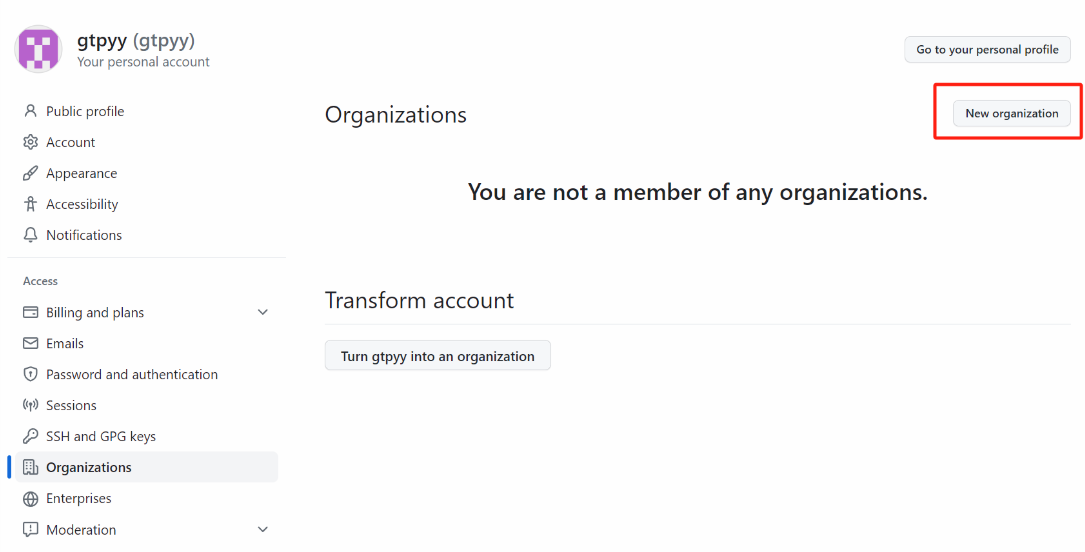 gtpyy (gtpyy)
Your personal account
Go to your personal profile
Public profile
Account
Appearance
Accessibility
Notifications
Access
Billing and plans
Emails
Password and authentication
Sessions
SSH and GPG keys
Organizations
Enterprises
Moderation
Organizations
New organization
You are not a member of any organizations.
Transform account
Turn gtpyy into an organization